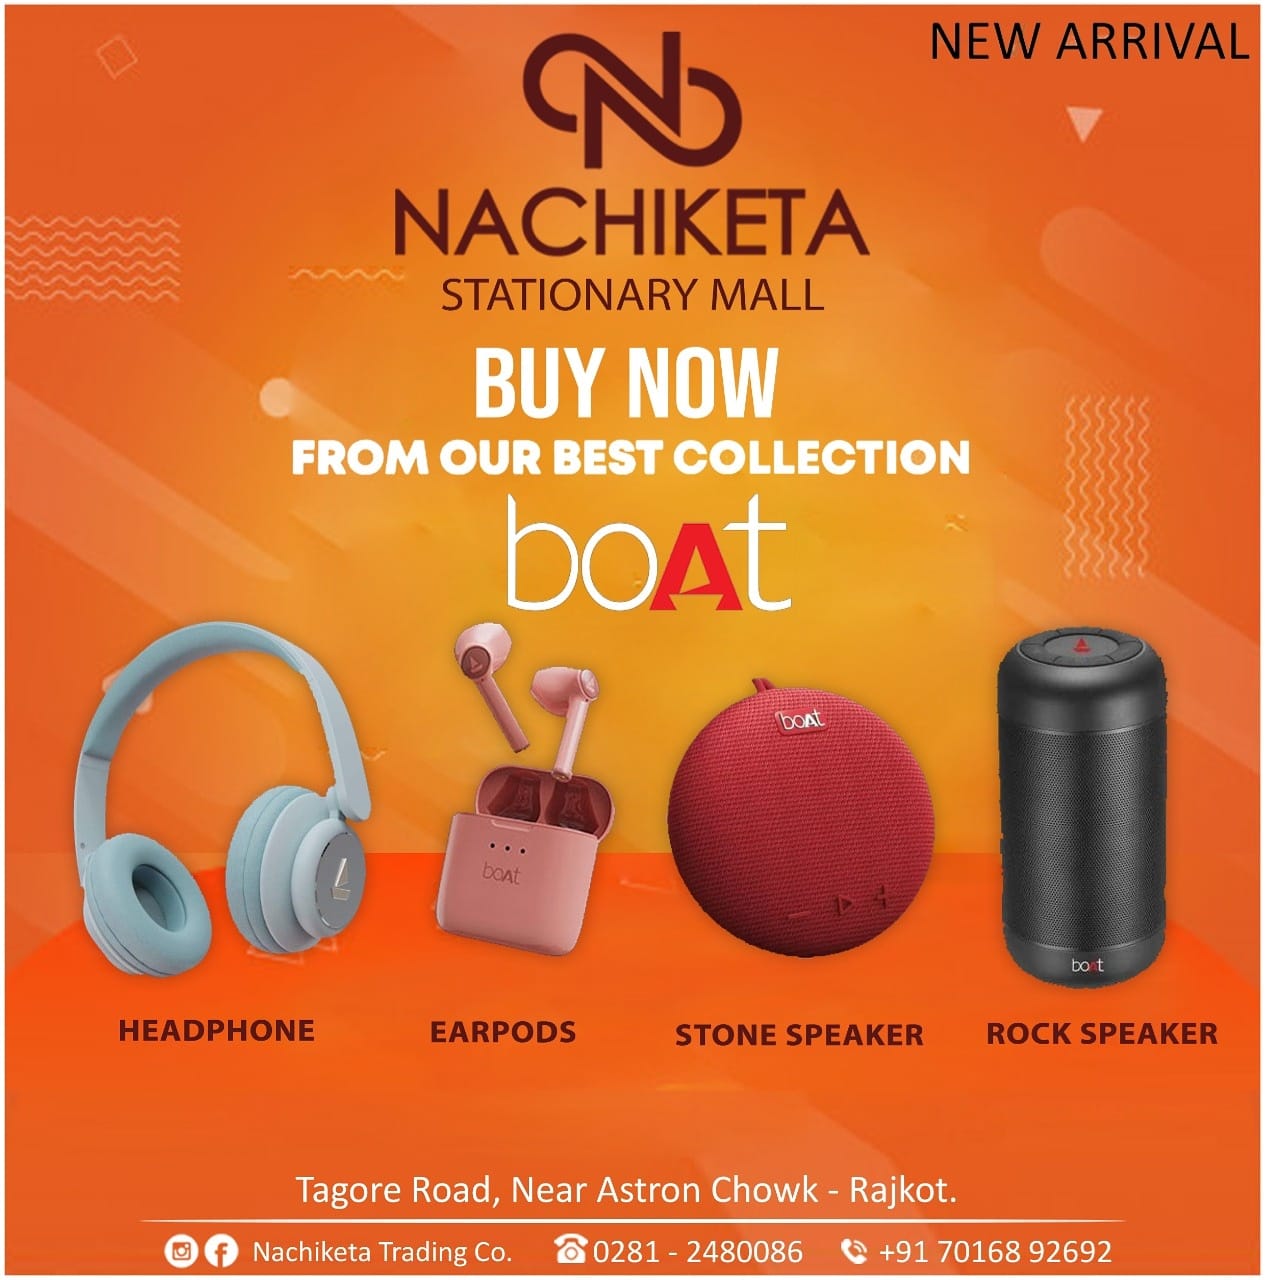 NEW ARRIVAL
NACHIKETA
STATIONARY MALL
BUY NOW
FROM OUR BEST COLLECTION
boAt
boAt
boAt
boAt
HEADPHONE
EARPODS
STONE SPEAKER
ROCK SPEAKER
Tagore Road, Near Astron Chowk - Rajkot.
Nachiketa Trading Co. 0281 - 2480086 +91 70168 92692